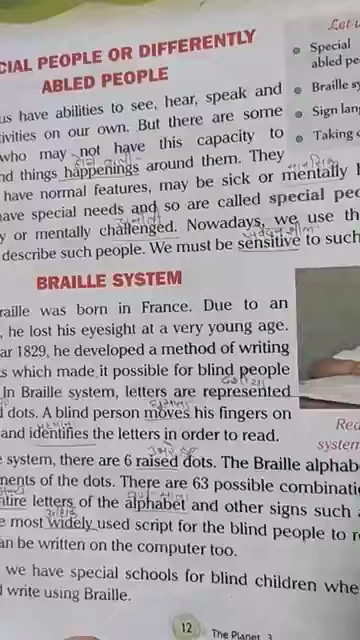 CIAL PEOPLE OR DIFFERENTLY
ABLED PEOPLE
us have abilities to see, hear, speak and
tivities on our own. But there are some
who may not have this capacity to
nd things happenings around them. They
have normal features, may be sick or mentally
ave special needs and so are called special peo
y or mentally challenged. Nowadays, we use th
describe such people. We must be sensitive to such
Let u
Special
abled pe
Braille sy
Sign lang
Taking
BRAILLE SYSTEM
raille was born in France. Due to an
, he lost his eyesight at a very young age.
ar 1829, he developed a method of writing
s which made it possible for blind people
in Braille system, letters are represented
d dots. A blind person moves his fingers on
and identifies the letters in order to read.
Red
system
e system, there are 6 raised dots. The Braille alphab
ments of the dots. There are 63 possible combinati
ntire letters of the alphabet and other signs such a
e most widely used script for the blind people to r
an be written on the computer too.
we have special schools for blind children whe
d write using Braille.
12
The Planet